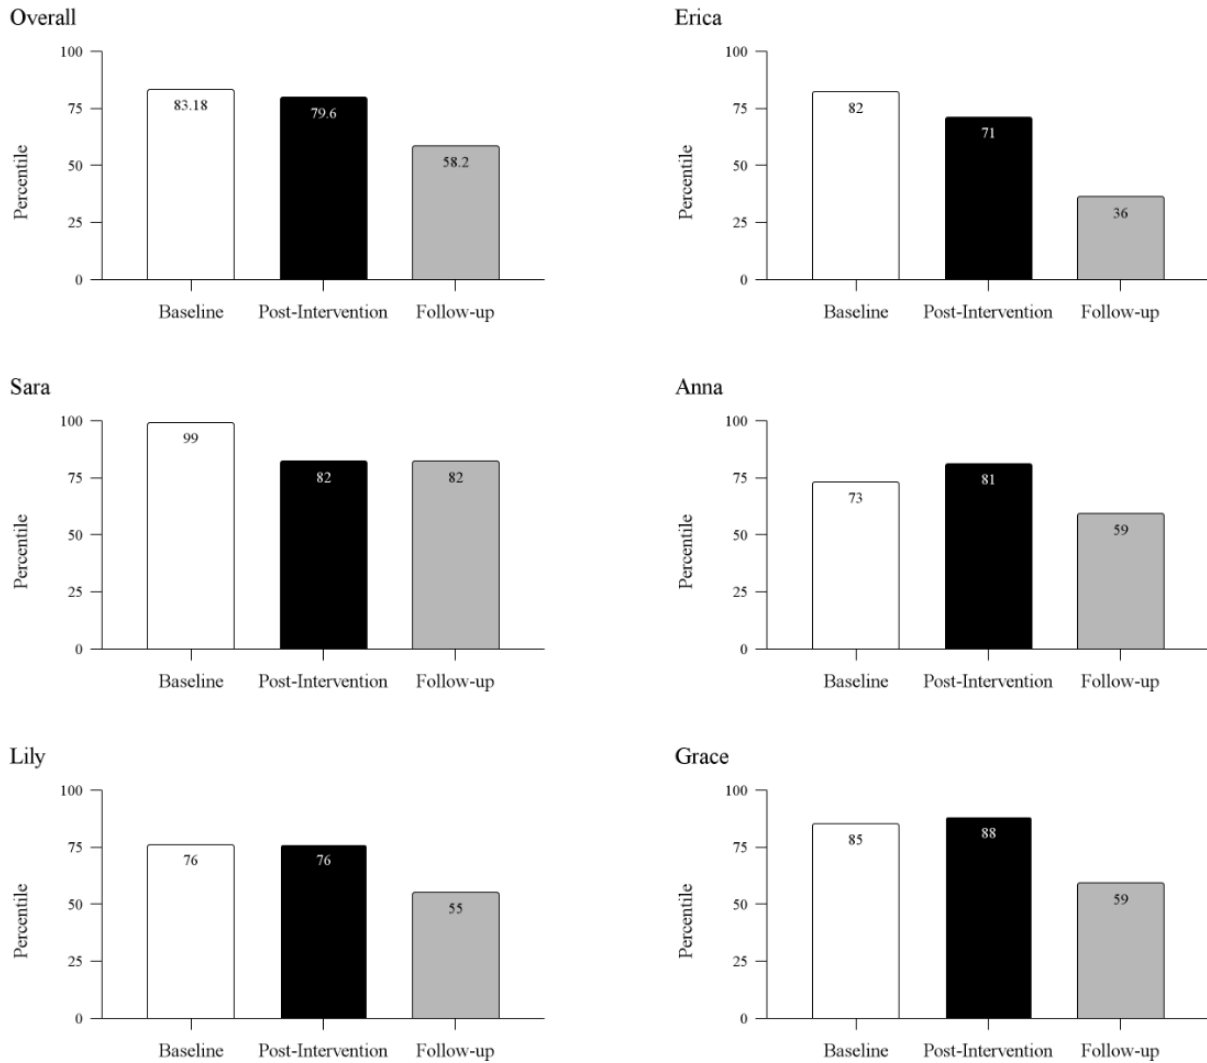 Overall
100
75
50
25
0
Percentile
83.18
79.6
58.2
Baseline Post-Intervention Follow-up
Erica
100
75
50
25
0
Percentile
82
71
36
Baseline Post-Intervention Follow-up
Sara
100
75
50
25
0
Percentile
99
82
82
Baseline Post-Intervention Follow-up
Anna
100
75
50
25
0
Percentile
73
81
59
Baseline Post-Intervention Follow-up
Lily
100
75
50
25
0
Percentile
76
76
55
Baseline Post-Intervention Follow-up
Grace
100
75
50
25
0
Percentile
85
88
59
Baseline Post-Intervention Follow-up